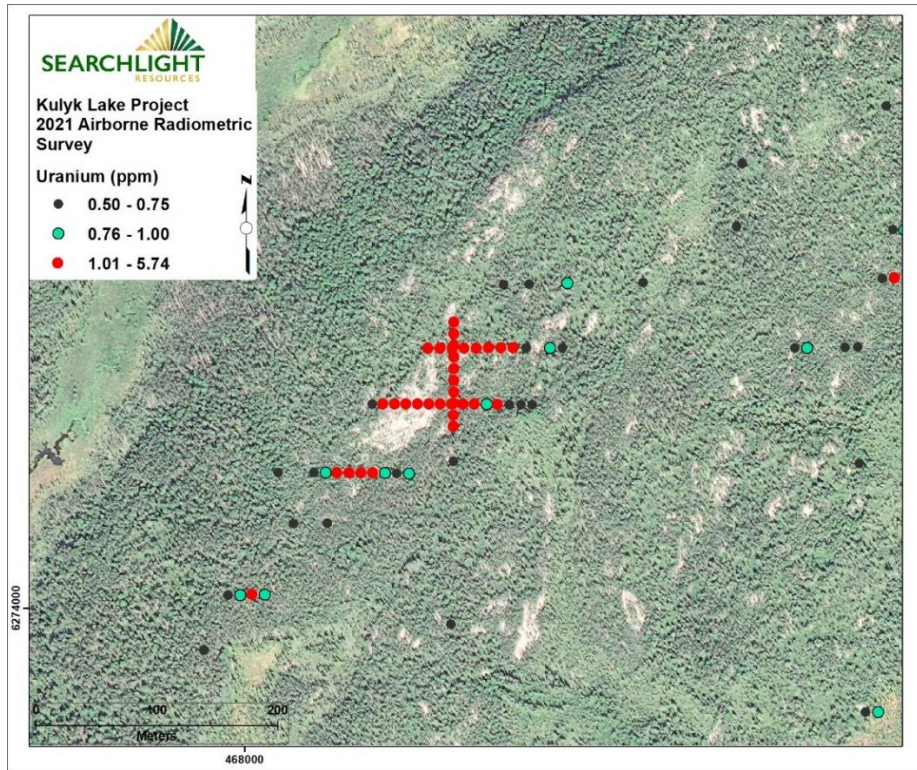 SEARCHLIGHT
RESOURCES
Kulyk Lake Project
2021 Airborne Radiometric
Survey
Uranium (ppm)
N
0.50 - 0.75
0.76 - 1.00
1.01 - 5.74
6274000
0 100 200
Meters
468000